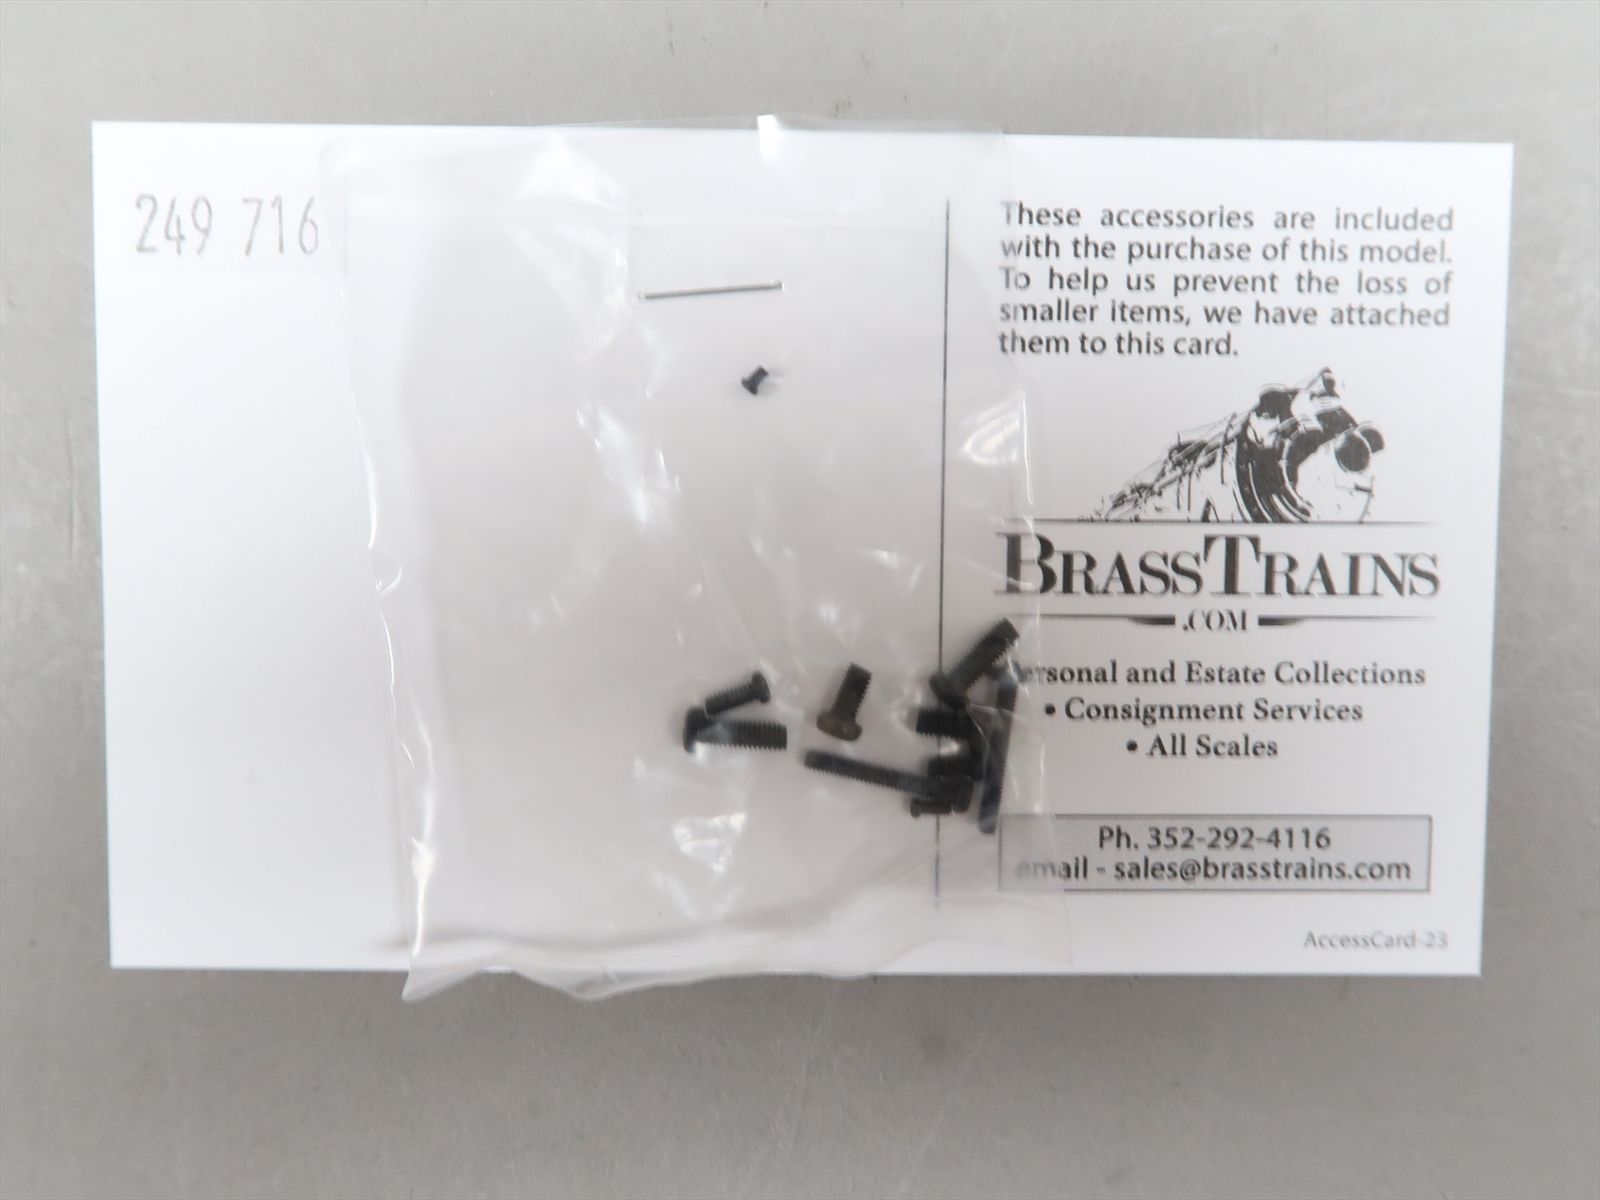 249 716
These accessories are included
with the purchase of this model.
To help us prevent the loss of
smaller items, we have attached
them to this card.
BRASSTRAINS
.COM
Personal and Estate Collections
• Consignment Services
• All Scales
Ph. 352-292-4116
email - sales@brasstrains.com
AccessCard-23